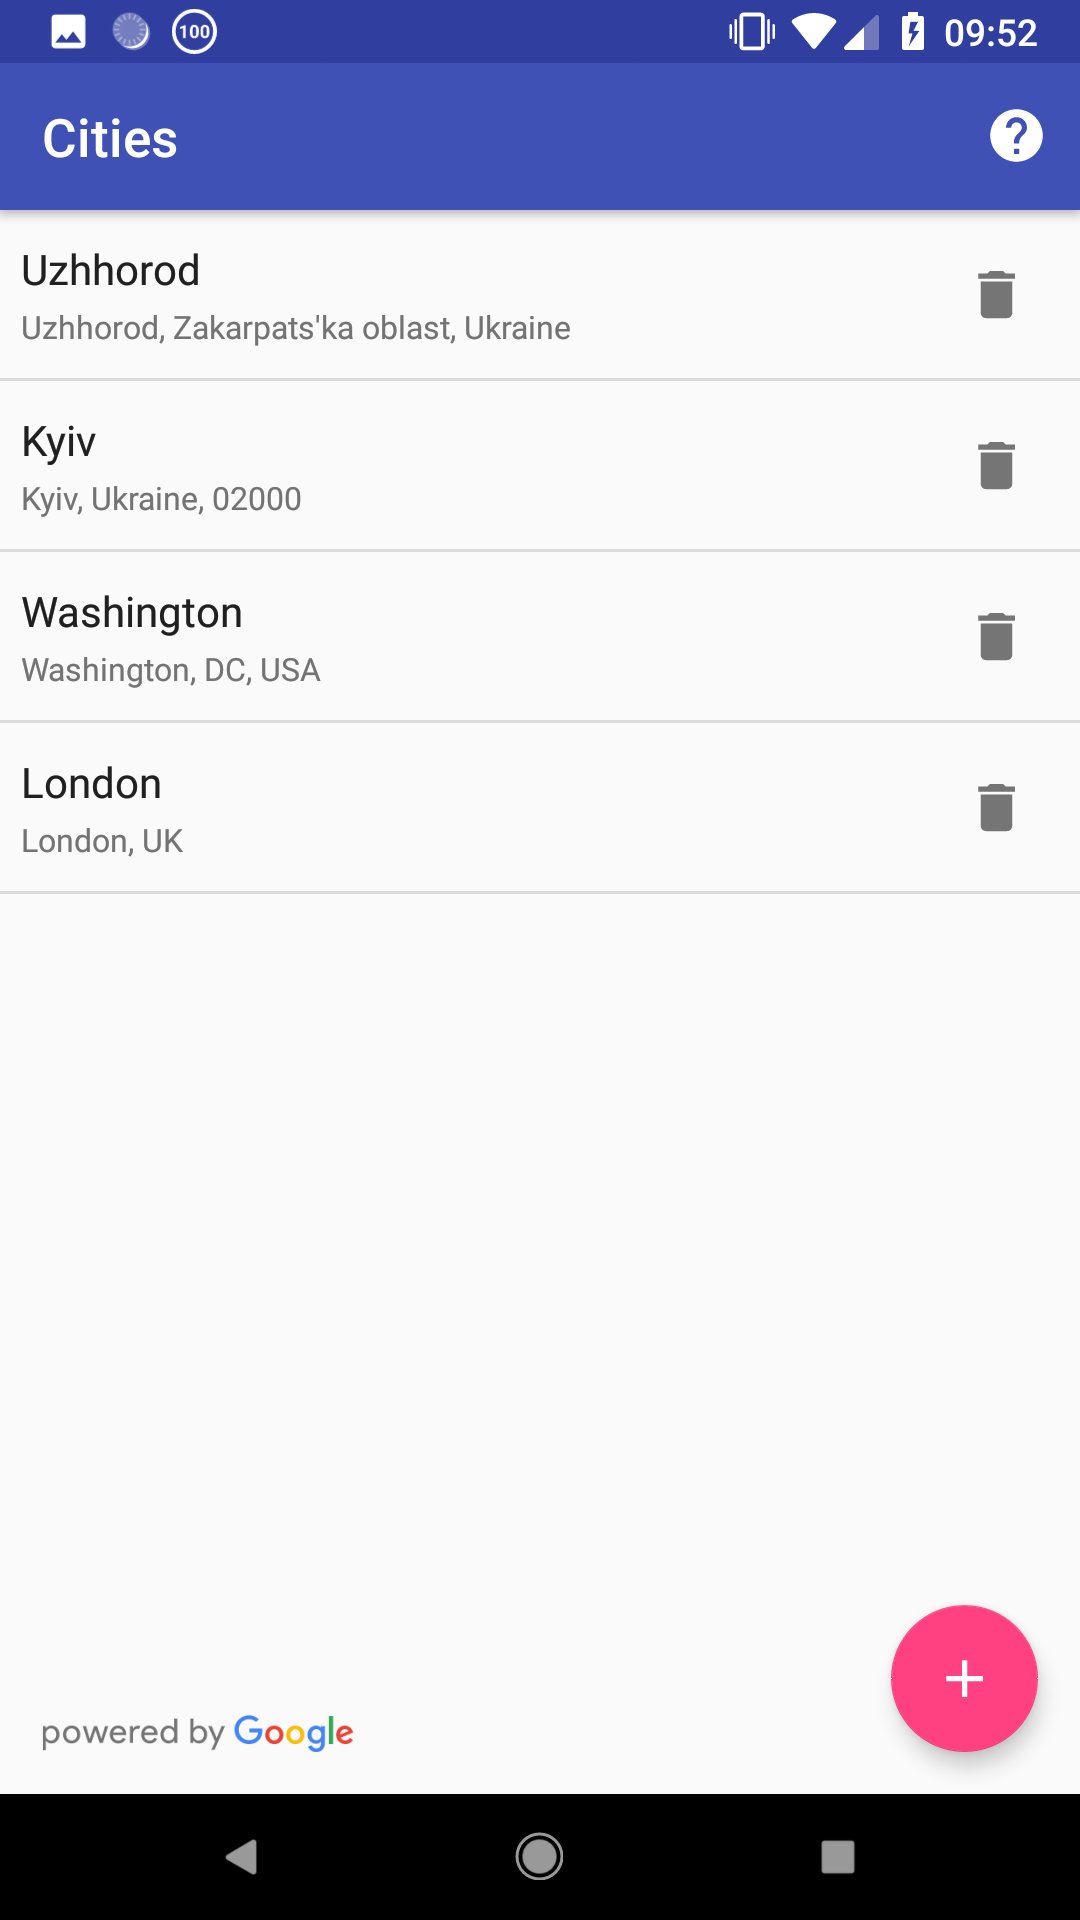 100
09:52
Cities
Uzhhorod
Uzhhorod, Zakarpats'ka oblast, Ukraine
Kyiv
Kyiv, Ukraine, 02000
Washington
Washington, DC, USA
London
London, UK
powered by Google